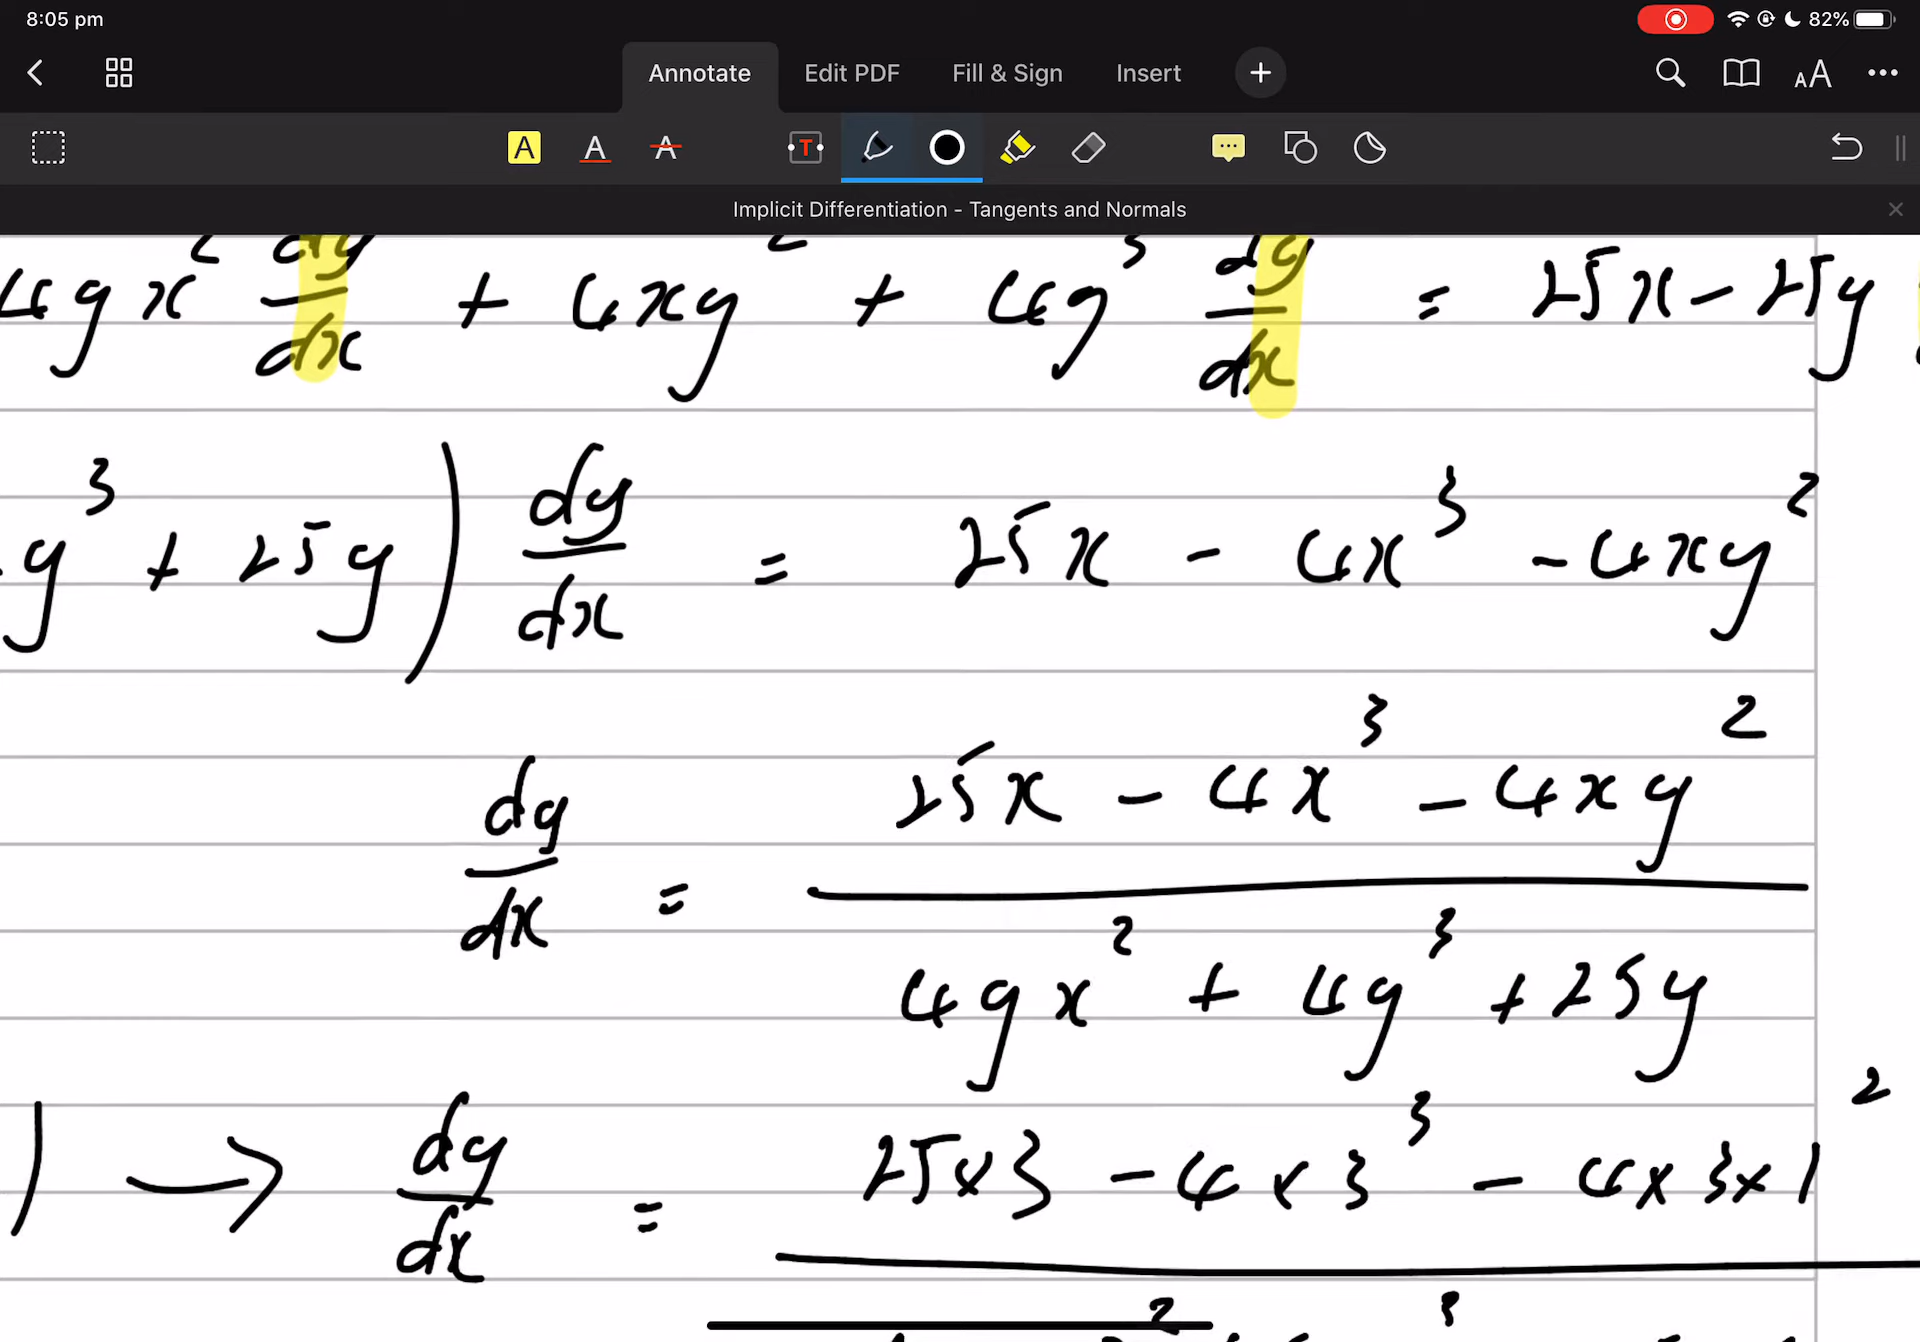 8:05 pm 82%
Annotate Edit PDF Fill & Sign Insert
Implicit Differentiation - Tangents and Normals
4yx² dy/dx + 4xy² + 4y³ dy/dx = 25x - 25y
y³ + 25y) dy/dx = 25x - 4x³ - 4xy²
dy/dx = (25x - 4x³ - 4xy²)/(4yx² + 4y³ + 25y)
) → dy/dx = 25×3 - 4×3³ - 4×3×1²